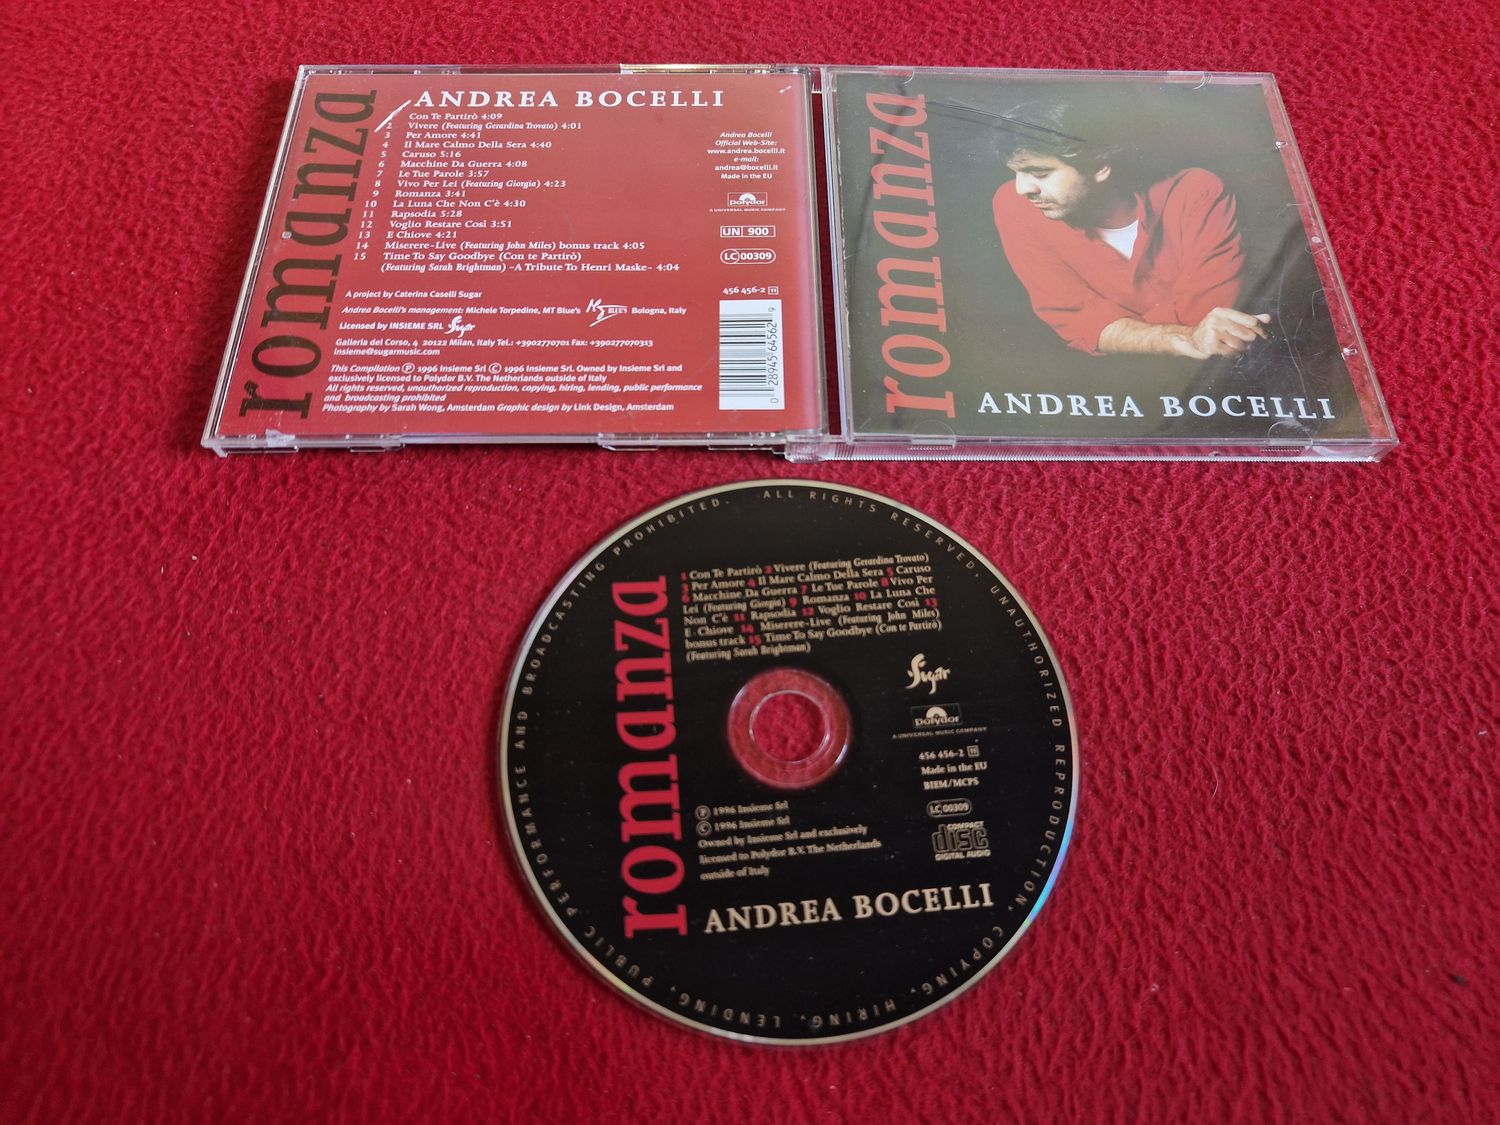 romanza
ANDREA BOCELLI
Con Te Partirò 4:09
2 Vivere (Featuring Gerardina Trovato) 4:01
3 Per Amore 4:41
4 Il Mare Calmo Della Sera 4:40
5 Caruso 5:16
6 Macchine Da Guerra 4:08
7 Le Tue Parole 3:57
8 Vivo Per Lei (Featuring Giorgia) 4:23
9 Romanza 3:41
10 La Luna Che Non C'è 4:30
11 Rapsodia 5:28
12 Voglio Restare Così 3:51
13 E Chiove 4:21
14 Miserere-Live (Featuring John Miles) bonus track 4:05
15 Time To Say Goodbye (Con te Partirò)
(Featuring Sarah Brightman) -A Tribute To Henri Maske- 4:04
Andrea Bocelli
Official Web-Site:
www.andrea.bocelli.it
e-mail:
andrea@bocelli.it
Made in the EU
Polydor
A UNIVERSAL MUSIC COMPANY
UN 900
LC 00309
456 456-2 11
0 28945 64562 9
A project by Caterina Caselli Sugar
Andrea Bocelli's management: Michele Torpedine, MT Blue's BLUE'S Bologna, Italy
Licensed by INSIEME SRL Sugar
Galleria del Corso, 4 20122 Milan, Italy Tel.: +3902770701 Fax: +390277070313
insieme@sugarmusic.com
This Compilation Ⓟ 1996 Insieme Srl © 1996 Insieme Srl. Owned by Insieme Srl and
exclusively licensed to Polydor B.V. The Netherlands outside of Italy
All rights reserved, unauthorized reproduction, copying, hiring, lending, public performance
and broadcasting prohibited
Photography by Sarah Wong, Amsterdam Graphic design by Link Design, Amsterdam
romanza
ANDREA BOCELLI
ALL RIGHTS RESERVED. UNAUTHORIZED REPRODUCTION, COPYING, HIRING, LENDING, PUBLIC PERFORMANCE AND BROADCASTING PROHIBITED.
romanza
1 Con Te Partirò 2 Vivere (Featuring Gerardina Trovato)
3 Per Amore 4 Il Mare Calmo Della Sera 5 Caruso
6 Macchine Da Guerra 7 Le Tue Parole 8 Vivo Per
Lei (Featuring Giorgia) 9 Romanza 10 La Luna Che
Non C'è 11 Rapsodia 12 Voglio Restare Così 13
E Chiove 14 Miserere-Live (Featuring John Miles)
bonus track 15 Time To Say Goodbye (Con te Partirò)
(Featuring Sarah Brightman)
Sugar
Polydor
A UNIVERSAL MUSIC COMPANY
456 456-2 11
Made in the EU
BIEM/MCPS
LC 00309
COMPACT
disc
DIGITAL AUDIO
Ⓟ 1996 Insieme Srl
© 1996 Insieme Srl
Owned by Insieme Srl and exclusively
licensed to Polydor B.V. The Netherlands
outside of Italy
ANDREA BOCELLI